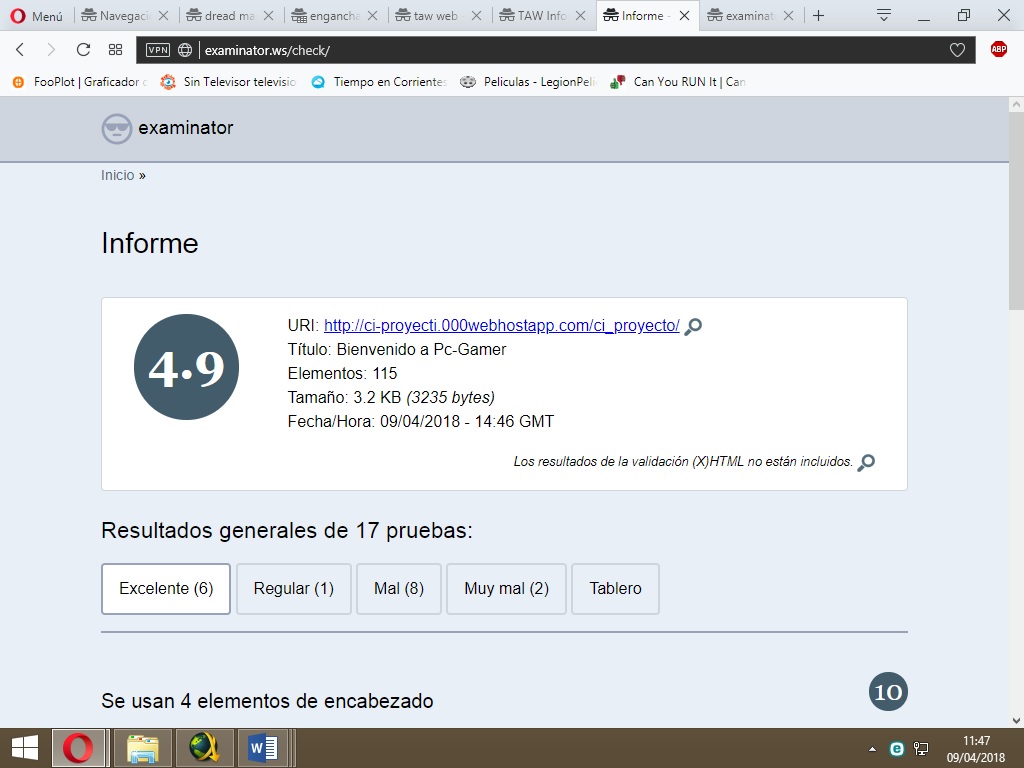 Menú
Navegaci
dread ma
engancha
taw web
TAW Info
Informe -
examinat
VPN
examinator.ws/check/
ABP
FooPlot | Graficador
Sin Televisor televisio
Tiempo en Corrientes
Peliculas - LegionPeli
Can You RUN It | Can
examinator
Inicio »
Informe
4.9
URI: http://ci-proyecti.000webhostapp.com/ci_proyecto/
Título: Bienvenido a Pc-Gamer
Elementos: 115
Tamaño: 3.2 KB (3235 bytes)
Fecha/Hora: 09/04/2018 - 14:46 GMT
Los resultados de la validación (X)HTML no están incluidos.
Resultados generales de 17 pruebas:
Excelente (6) Regular (1) Mal (8) Muy mal (2) Tablero
Se usan 4 elementos de encabezado
10
11:47
09/04/2018